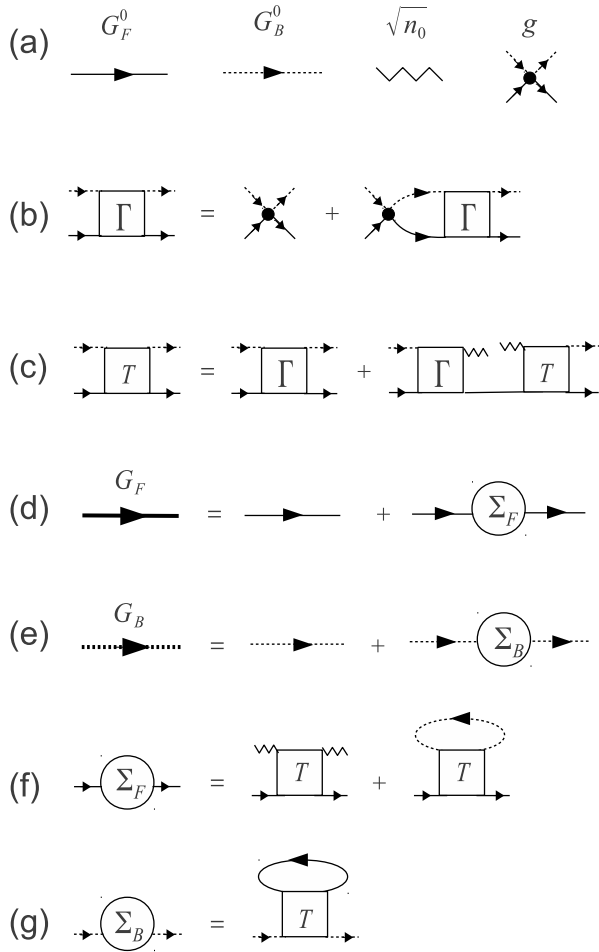 (a) G_F^0 G_B^0 √n_0 g
(b) Γ = + Γ
(c) T = Γ + Γ T
(d) G_F = + Σ_F
(e) G_B = + Σ_B
(f) Σ_F = T + T
(g) Σ_B = T